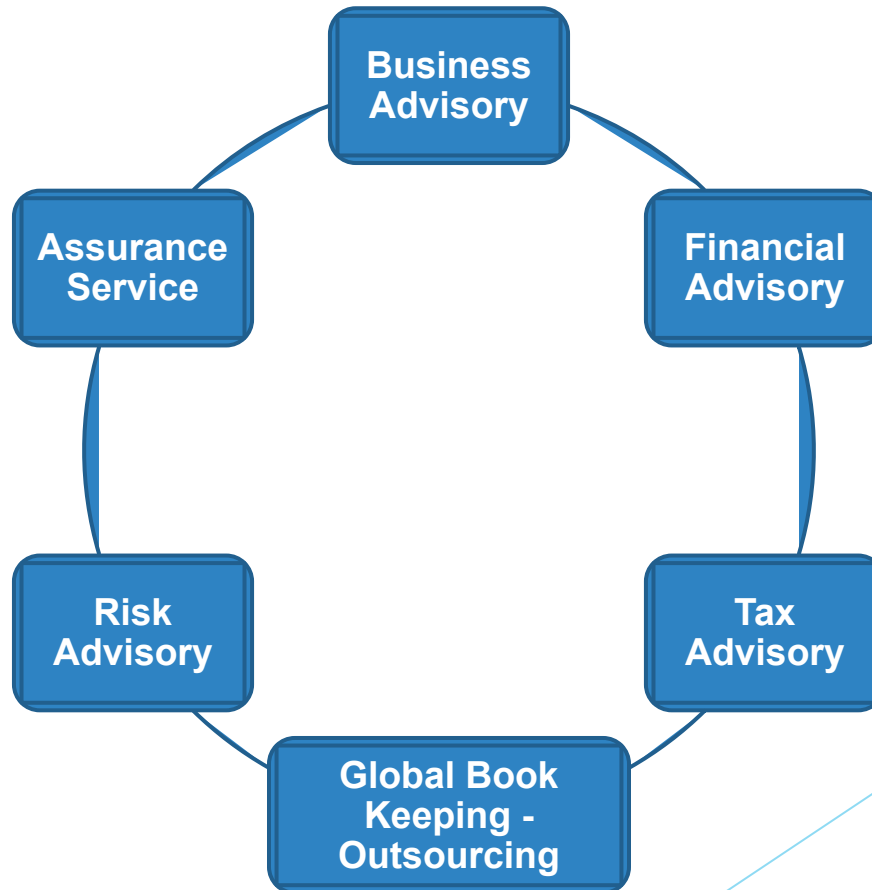 Business
Advisory
Assurance
Service
Financial
Advisory
Risk
Advisory
Tax
Advisory
Global Book
Keeping -
Outsourcing